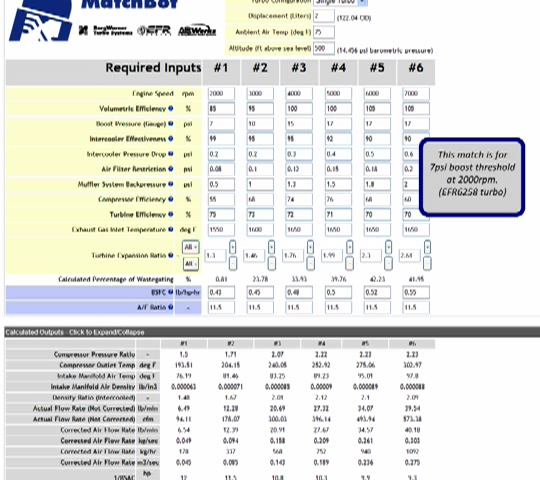 MatchBot
BorgWarner
Turbo Systems
EFR
AirWerks
Turbo Configuration Single Turbo
Displacement (Liters) 2 (122.04 CID)
Ambient Air Temp (deg F) 75
Altitude (ft above sea level) 500 (14.456 psi barometric pressure)
Required Inputs #1 #2 #3 #4 #5 #6
Engine Speed rpm 2000 3000 4000 5000 6000 7000
Volumetric Efficiency % 85 95 100 100 105 105
Boost Pressure (Gauge) psi 7 10 15 17 17 17
Intercooler Effectiveness % 99 95 95 92 90 90
Intercooler Pressure Drop psi 0.2 0.2 0.3 0.4 0.5 0.6
Air Filter Restriction psi 0.08 0.1 0.12 0.15 0.18 0.2
Muffler System Backpressure psi 0.5 1 1.3 1.5 1.8 2
Compressor Efficiency % 55 68 74 76 68 60
Turbine Efficiency % 75 73 72 71 70 70
Exhaust Gas Inlet Temperature deg F 1550 1600 1650 1650 1650 1650
All
Turbine Expansion Ratio - 1.3 1.46 1.76 1.99 2.3 2.61
All
Calculated Percentage of Wastegating % 0.81 23.78 33.93 39.76 42.23 41.95
BSFC lb/hp-hr 0.43 0.45 0.48 0.5 0.52 0.55
A/F Ratio - 11.5 11.5 11.5 11.5 11.5 11.5
This match is for
7psi boost threshold
at 2000rpm.
(EFR6258 turbo)
Calculated Outputs - Click to Expand/Collapse
#1 #2 #3 #4 #5 #6
Compressor Pressure Ratio - 1.5 1.71 2.07 2.22 2.23 2.23
Compressor Outlet Temp deg F 193.51 204.15 240.05 252.92 275.06 302.97
Intake Manifold Air Temp deg F 76.19 81.46 83.25 89.23 95.01 97.8
Intake Manifold Air Density lb/in3 0.000063 0.000071 0.000085 0.00009 0.000089 0.000088
Density Ratio (Intercooled) - 1.48 1.67 2.01 2.12 2.1 2.09
Actual Flow Rate (Not Corrected) lb/min 6.49 12.28 20.69 27.32 34.07 39.54
Actual Flow Rate (Not Corrected) cfm 94.11 178.07 300.03 396.14 493.94 573.38
Corrected Air Flow Rate lb/min 6.54 12.39 20.91 27.67 34.57 40.18
Corrected Air Flow Rate kg/sec 0.049 0.094 0.158 0.209 0.261 0.303
Corrected Air Flow Rate kg/hr 178 337 568 752 940 1092
Corrected Air Flow Rate m3/sec 0.045 0.085 0.143 0.189 0.236 0.275
hp